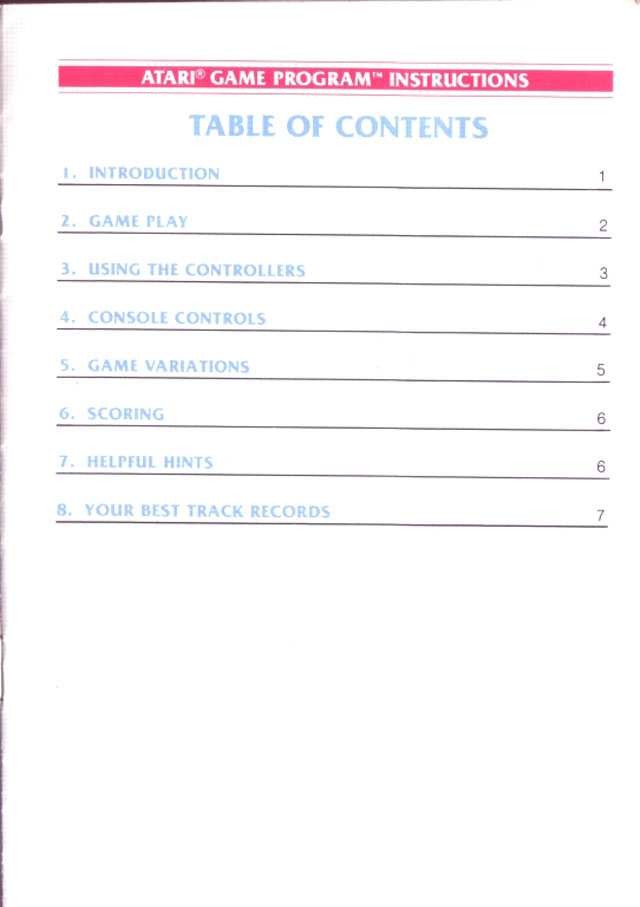 ATARI® GAME PROGRAM™ INSTRUCTIONS
TABLE OF CONTENTS
1. INTRODUCTION 1
2. GAME PLAY 2
3. USING THE CONTROLLERS 3
4. CONSOLE CONTROLS 4
5. GAME VARIATIONS 5
6. SCORING 6
7. HELPFUL HINTS 6
8. YOUR BEST TRACK RECORDS 7